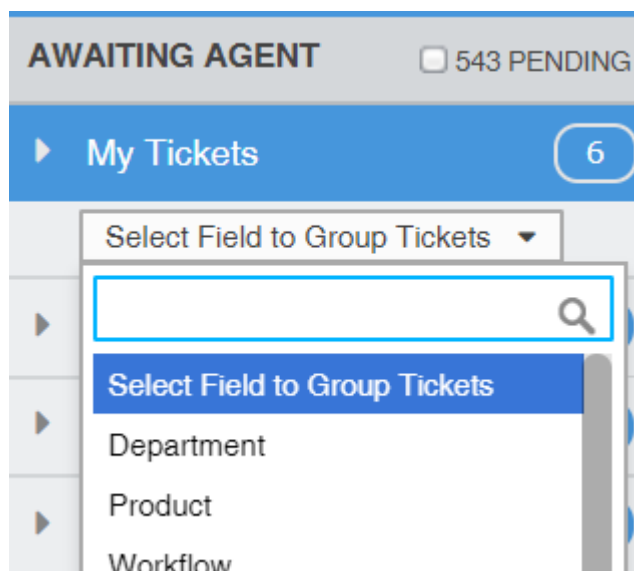 AWAITING AGENT 543 PENDING
My Tickets 6
Select Field to Group Tickets
Select Field to Group Tickets
Department
Product
Workflow